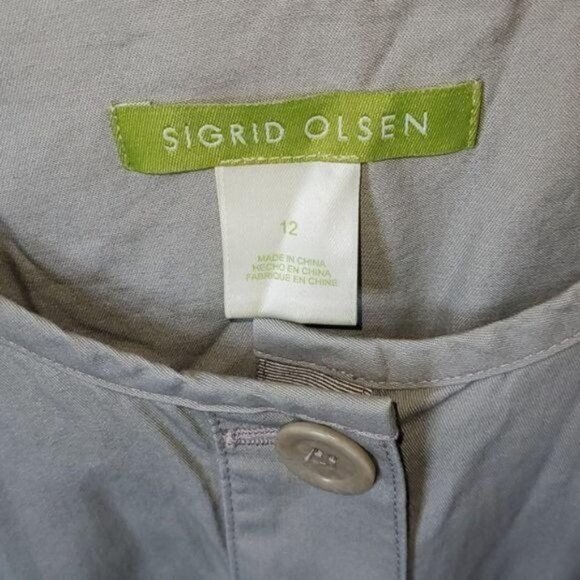 SIGRID OLSEN
12
MADE IN CHINA
HECHO EN CHINA
FABRIQUE EN CHINE